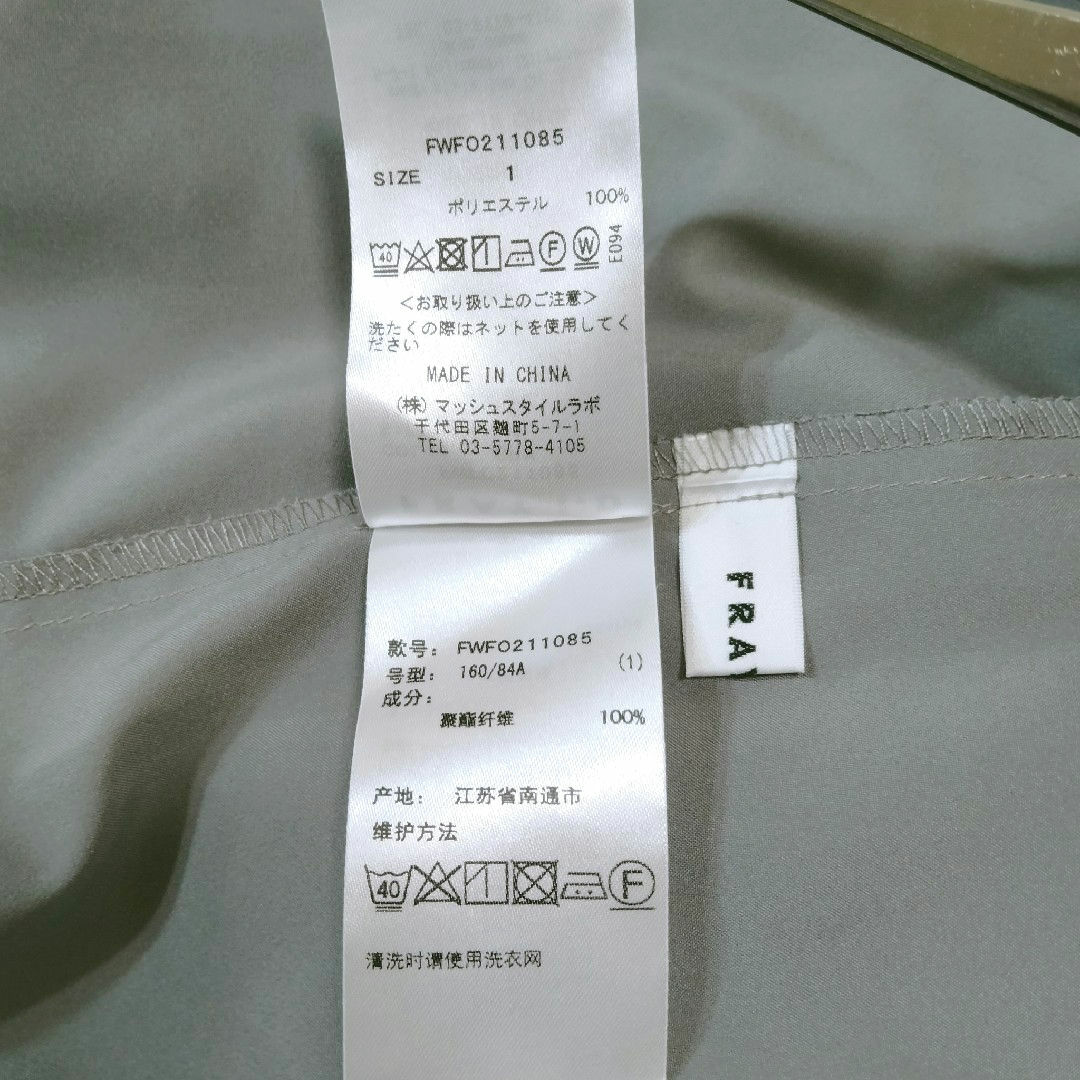 FWFO211085
SIZE 1
ポリエステル 100%
40 F W
E094
<お取り扱い上のご注意>
洗たくの際はネットを使用してく
ださい
MADE IN CHINA
(株)マッシュスタイルラボ
千代田区麹町5-7-1
TEL 03-5778-4105
款号: FWFO211085
号型: 160/84A (1)
成分:
聚酯纤维 100%
产地: 江苏省南通市
维护方法
40 F
清洗时请使用洗衣网
FRA